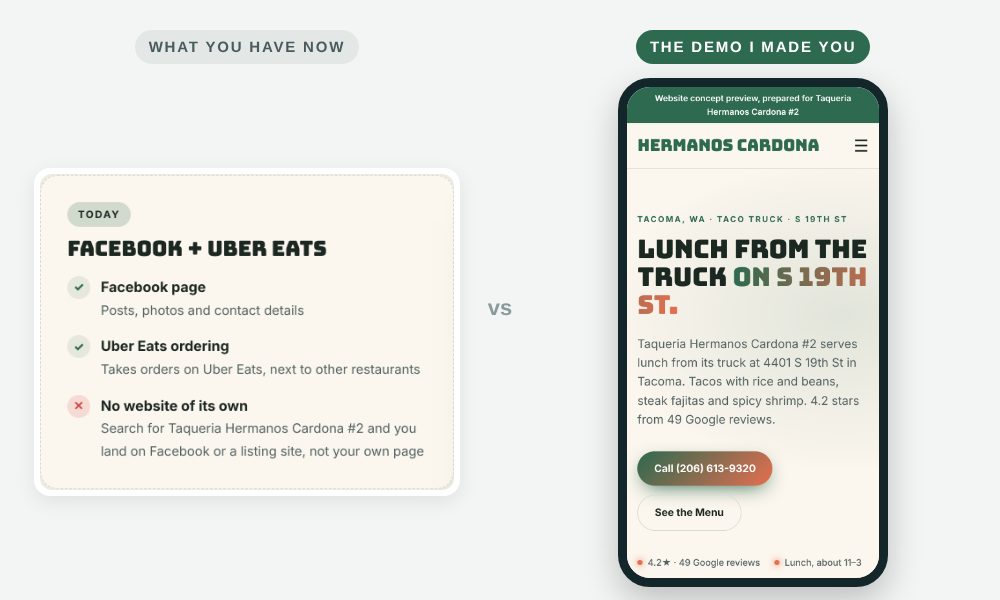 WHAT YOU HAVE NOW
TODAY
FACEBOOK + UBER EATS
Facebook page
Posts, photos and contact details
Uber Eats ordering
Takes orders on Uber Eats, next to other restaurants
No website of its own
Search for Taqueria Hermanos Cardona #2 and you
land on Facebook or a listing site, not your own page
vs
THE DEMO I MADE YOU
Website concept preview, prepared for Taqueria
Hermanos Cardona #2
HERMANOS CARDONA
TACOMA, WA · TACO TRUCK · S 19TH ST
LUNCH FROM THE
TRUCK ON S 19TH
ST.
Taqueria Hermanos Cardona #2 serves
lunch from its truck at 4401 S 19th St in
Tacoma. Tacos with rice and beans,
steak fajitas and spicy shrimp. 4.2 stars
from 49 Google reviews.
Call (206) 613-9320
See the Menu
4.2★ · 49 Google reviews
Lunch, about 11–3